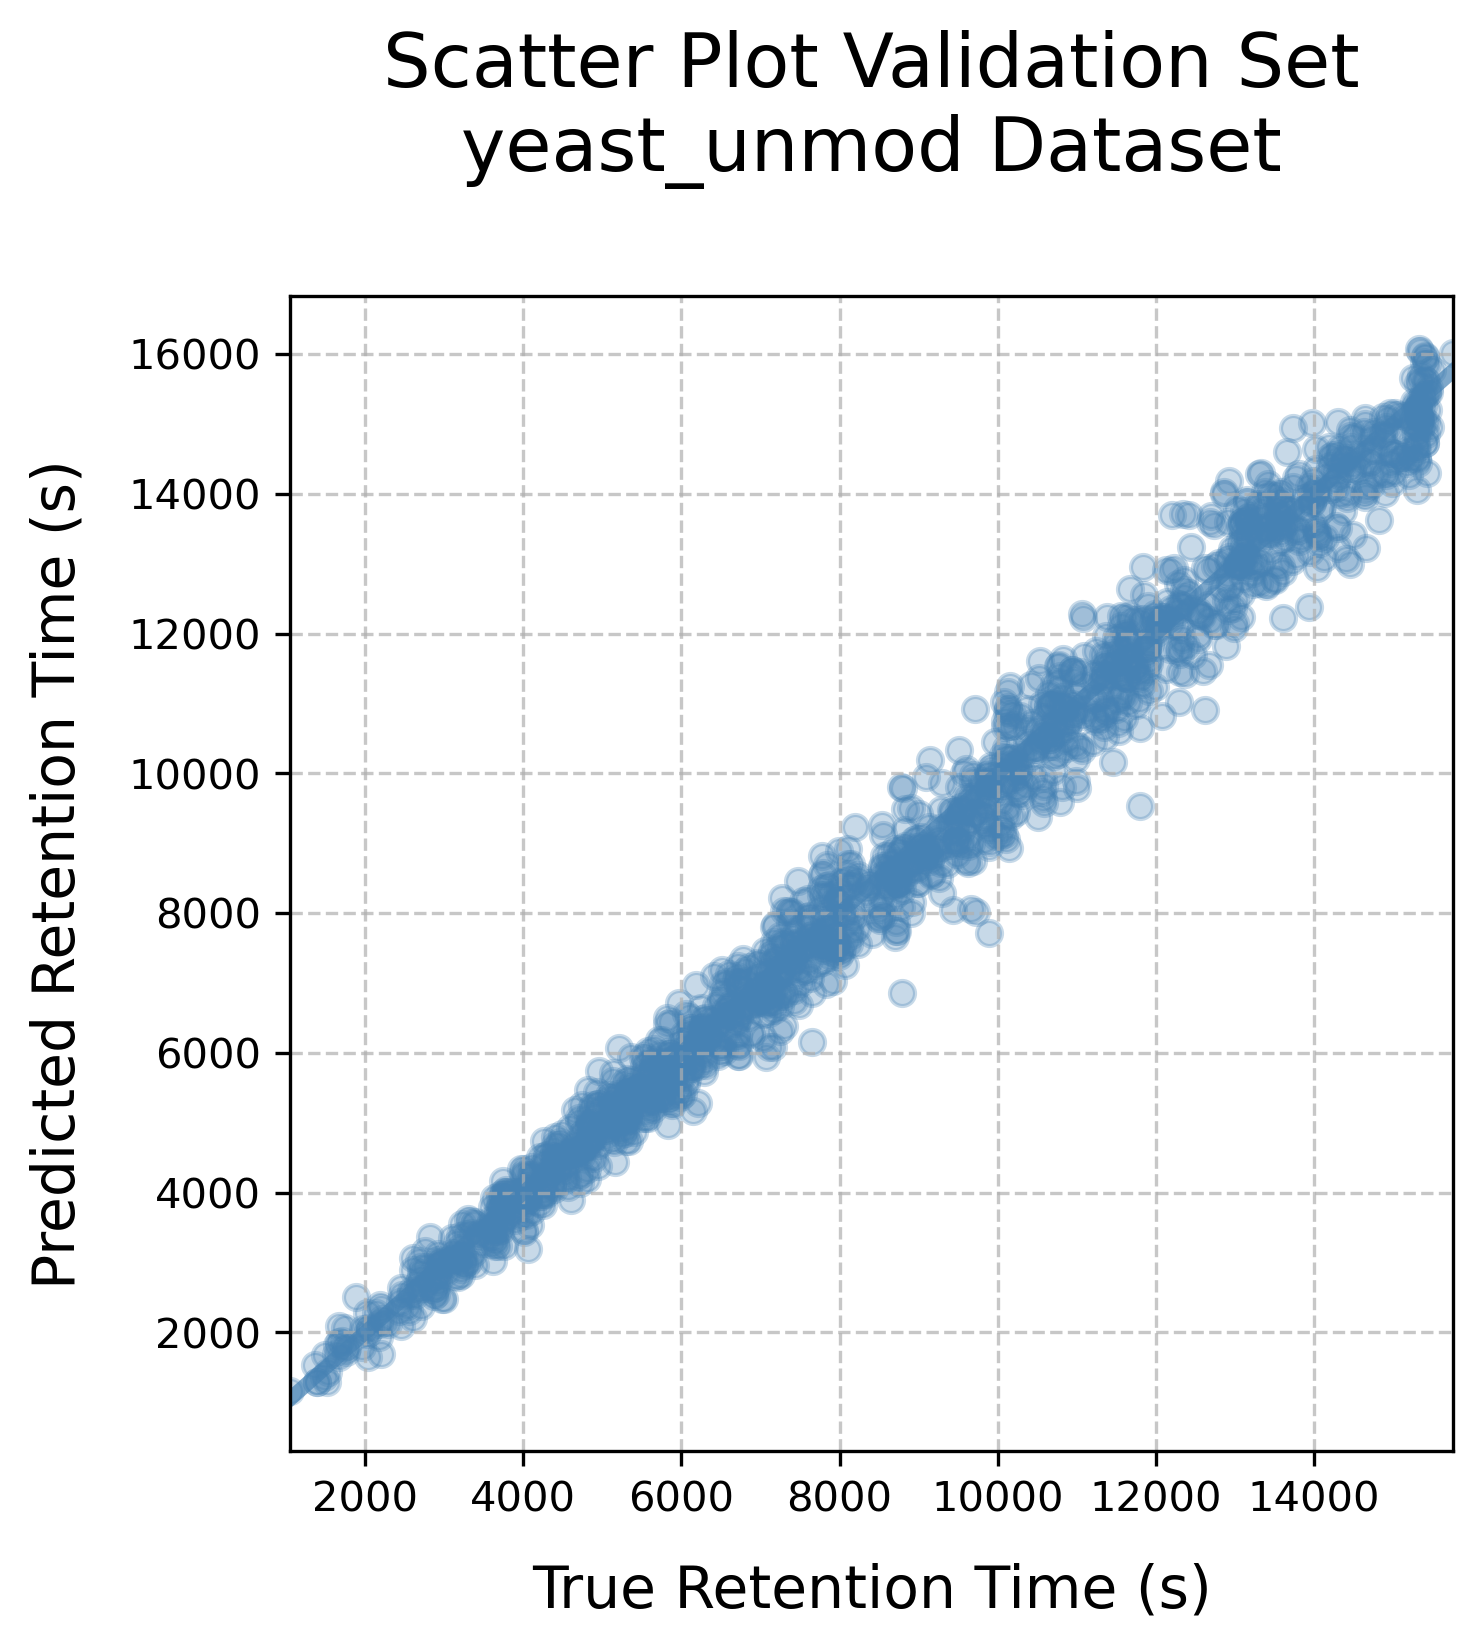 Scatter Plot Validation Set
yeast_unmod Dataset
16000
14000
12000
10000
8000
6000
4000
2000
Predicted Retention Time (s)
2000 4000 6000 8000 10000 12000 14000
True Retention Time (s)